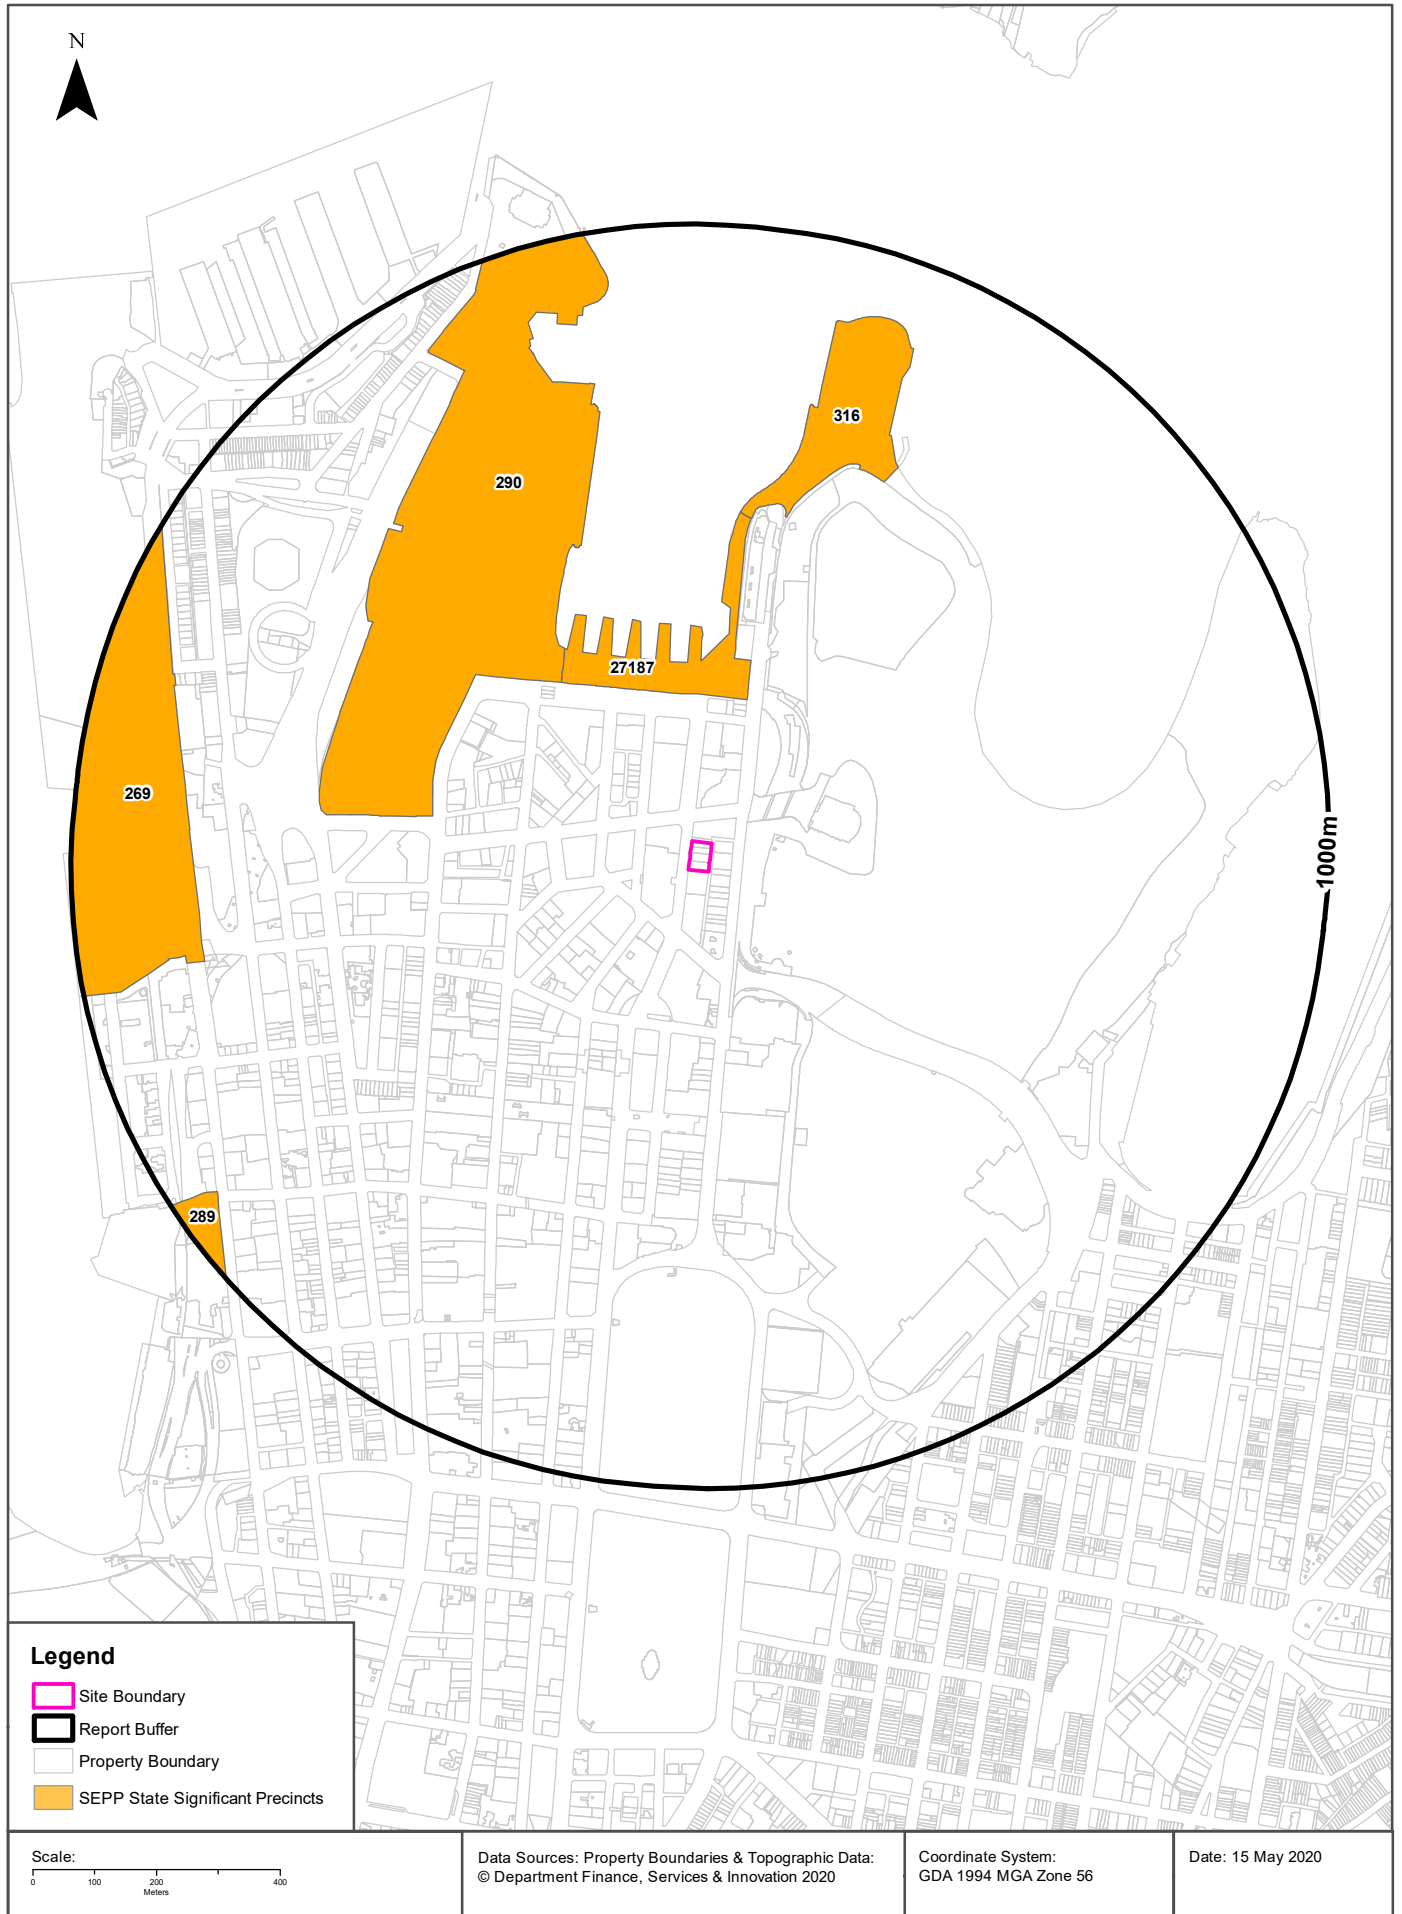 N
316
290
27187
269
1000m
289
Legend
Site Boundary
Report Buffer
Property Boundary
SEPP State Significant Precincts
Scale:
0 100 200 400
Meters
Data Sources: Property Boundaries & Topographic Data:
© Department Finance, Services & Innovation 2020
Coordinate System:
GDA 1994 MGA Zone 56
Date: 15 May 2020